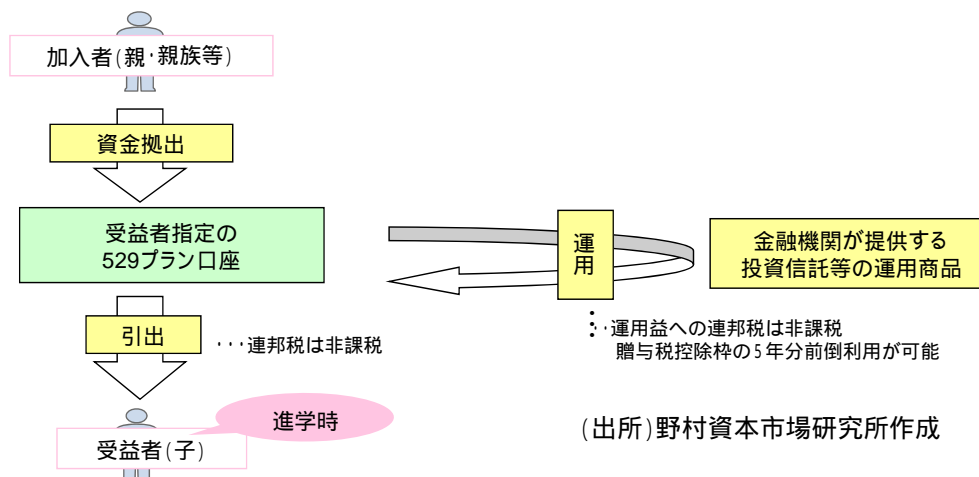 加入者(親・親族等)
資金拠出
受益者指定の
529プラン口座
運用
金融機関が提供する
投資信託等の運用商品
引出
・・・連邦税は非課税
・・・運用益への連邦税は非課税
贈与税控除枠の5年分前倒利用が可能
進学時
受益者(子)
(出所)野村資本市場研究所作成